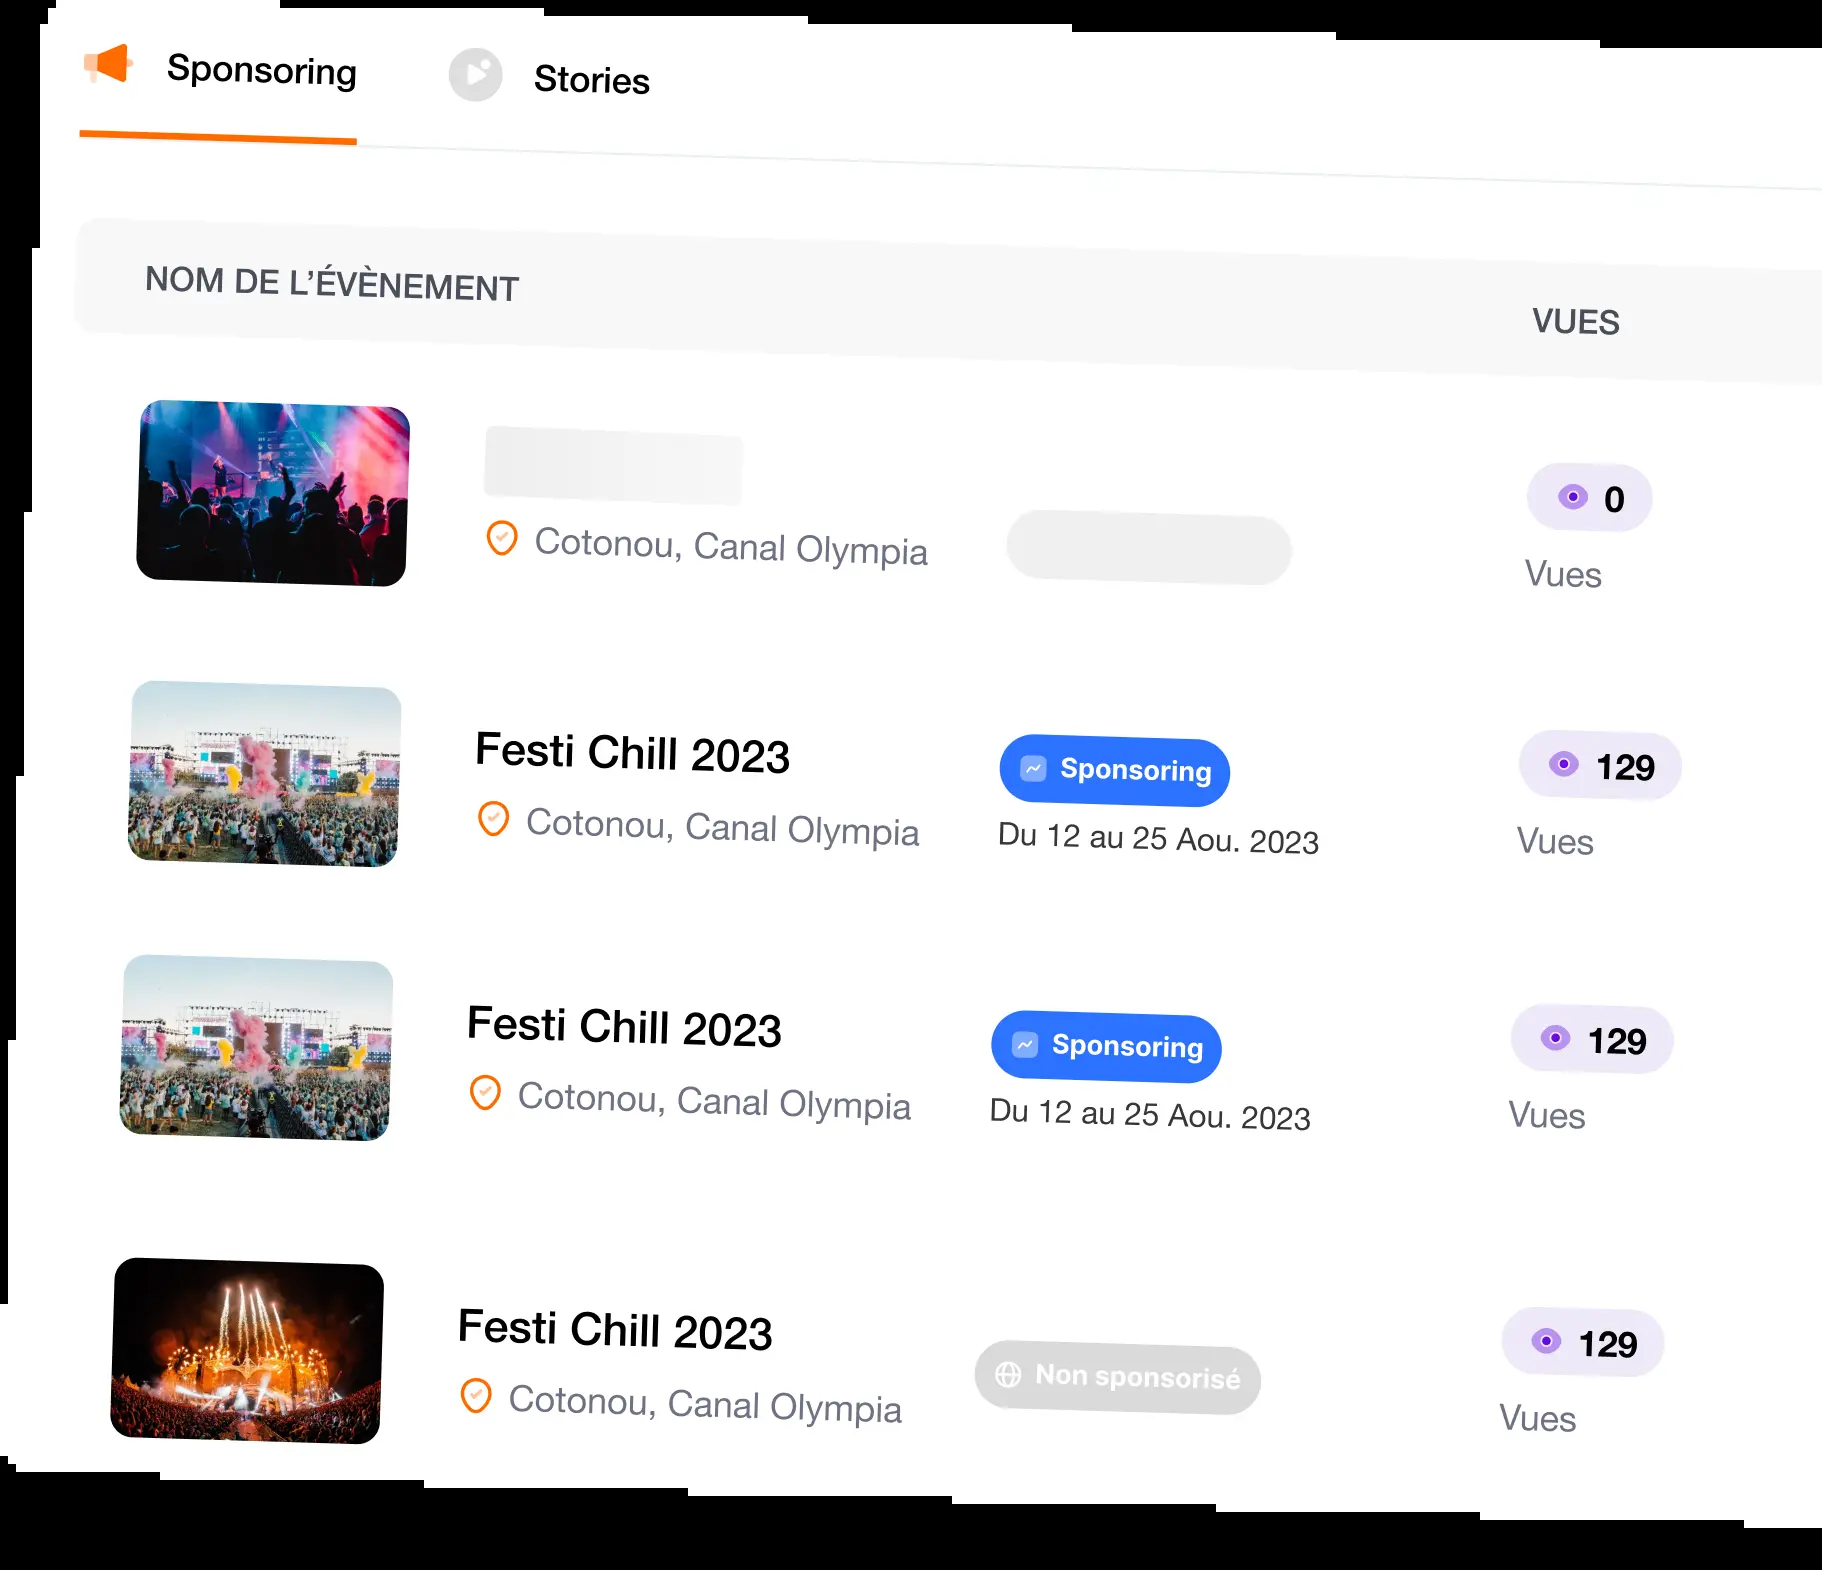 Sponsoring
Stories
NOM DE L’ÉVÈNEMENT
VUES
Cotonou, Canal Olympia
0
Vues
Festi Chill 2023
Cotonou, Canal Olympia
Sponsoring
Du 12 au 25 Aou. 2023
129
Vues
Festi Chill 2023
Cotonou, Canal Olympia
Sponsoring
Du 12 au 25 Aou. 2023
129
Vues
Festi Chill 2023
Cotonou, Canal Olympia
Non sponsorisé
129
Vues